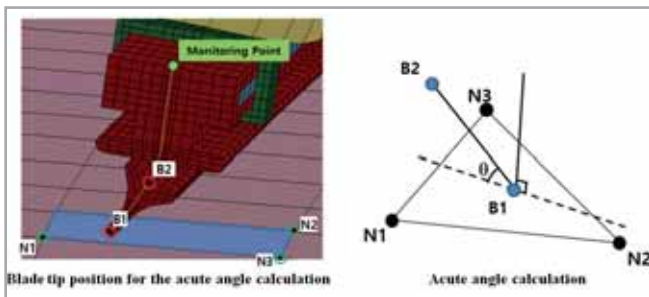 Manitoring Point
B2
B1
N1
N2
N3
Blade tip position for the acute angle calculation
B2
N3
θ
B1
N1
N2
Acute angle calculation